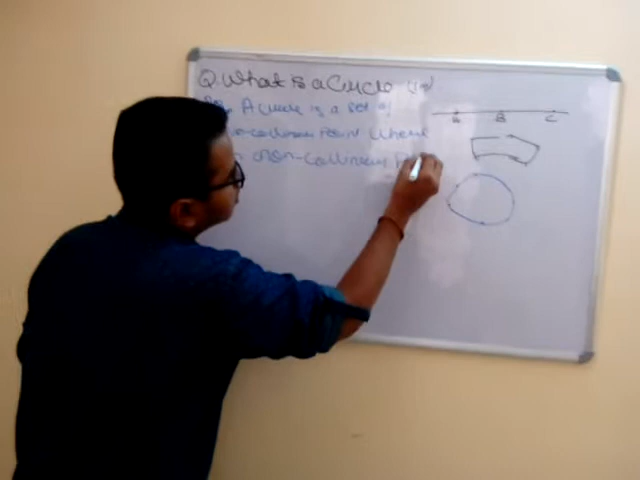 Q. What is a Circle
A circle is a set of
non-collinear Point where
non-collinear
A B C